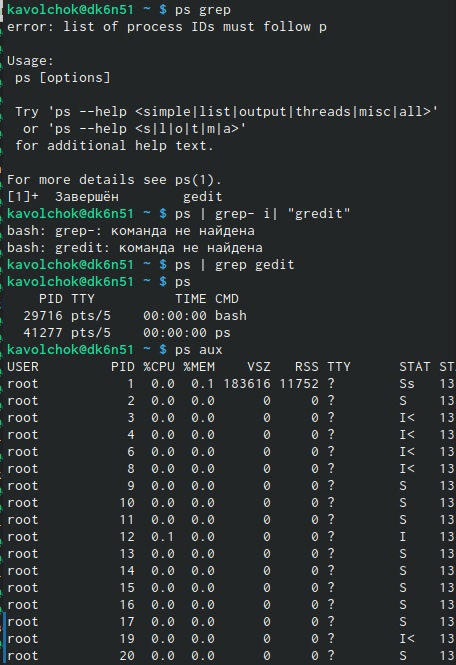 kavolchok@dk6n51 ~ $ ps grep
error: list of process IDs must follow p

Usage:
 ps [options]

 Try 'ps --help <simple|list|output|threads|misc|all>'
  or 'ps --help <s|l|o|t|m|a>'
 for additional help text.

For more details see ps(1).
[1]+  Завершён        gedit
kavolchok@dk6n51 ~ $ ps | grep- i| "gredit"
bash: grep-: команда не найдена
bash: gredit: команда не найдена
kavolchok@dk6n51 ~ $ ps | grep gedit
kavolchok@dk6n51 ~ $ ps
    PID TTY          TIME CMD
  29716 pts/5    00:00:00 bash
  41277 pts/5    00:00:00 ps
kavolchok@dk6n51 ~ $ ps aux
USER         PID %CPU %MEM    VSZ   RSS TTY      STAT ST
root           1  0.0  0.1 183616 11752 ?        Ss   13
root           2  0.0  0.0      0     0 ?        S    13
root           3  0.0  0.0      0     0 ?        I<   13
root           4  0.0  0.0      0     0 ?        I<   13
root           6  0.0  0.0      0     0 ?        I<   13
root           8  0.0  0.0      0     0 ?        I<   13
root           9  0.0  0.0      0     0 ?        S    13
root          10  0.0  0.0      0     0 ?        S    13
root          11  0.0  0.0      0     0 ?        S    13
root          12  0.1  0.0      0     0 ?        I    13
root          13  0.0  0.0      0     0 ?        S    13
root          14  0.0  0.0      0     0 ?        S    13
root          15  0.0  0.0      0     0 ?        S    13
root          16  0.0  0.0      0     0 ?        S    13
root          17  0.0  0.0      0     0 ?        S    13
root          19  0.0  0.0      0     0 ?        I<   13
root          20  0.0  0.0      0     0 ?        S    13